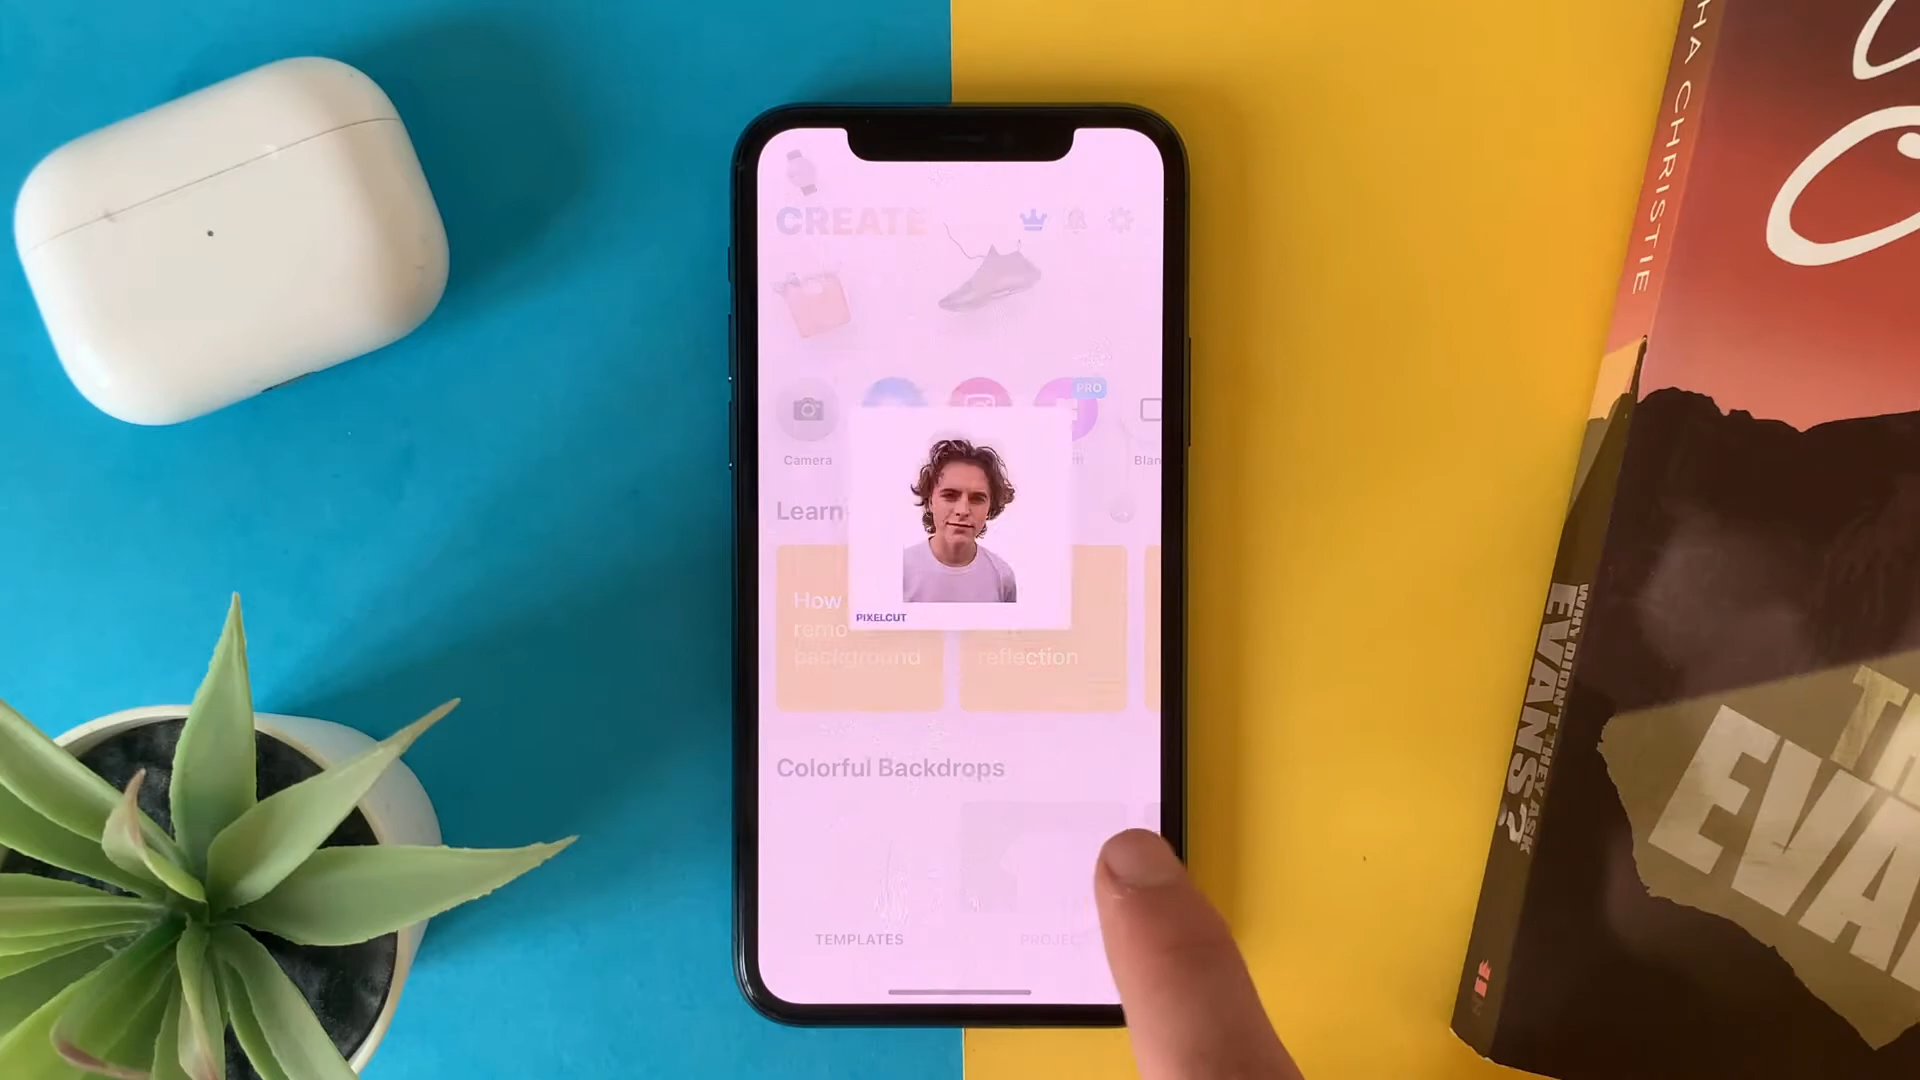 CREATE
PRO
Camera
Blan
Learn
How
remo
background
reflection
PIXELCUT
Colorful Backdrops
TEMPLATES
PROJEC
HA CHRISTIE
WHY DIDN'T THEY ASK
EVANS?
TH
EVA